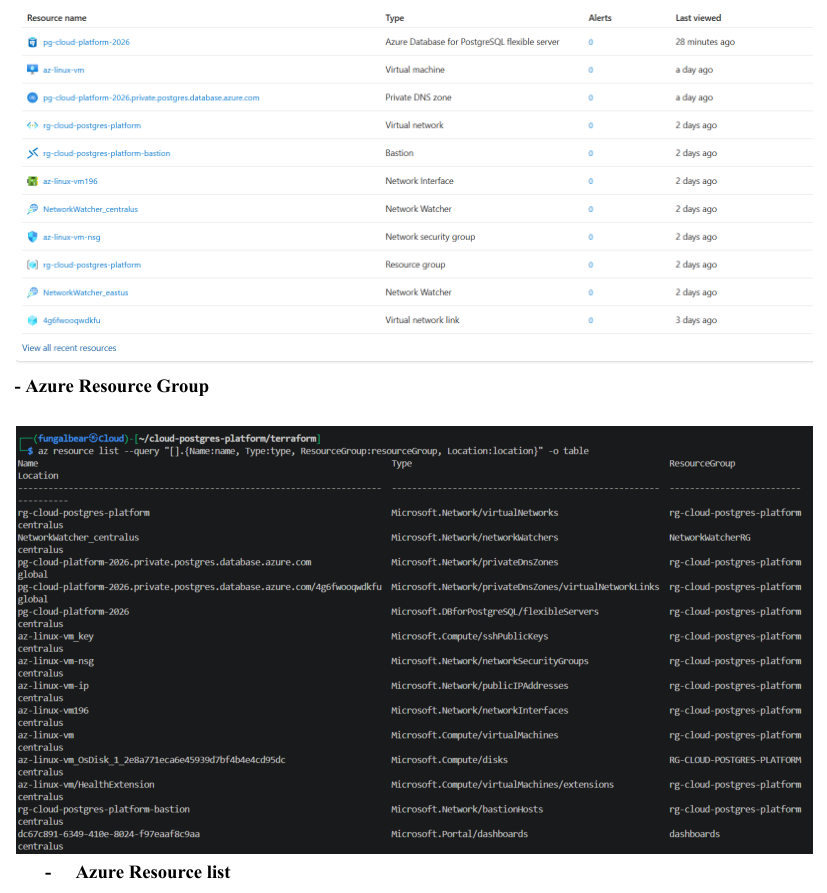 Resource name Type Alerts Last viewed
pg-cloud-platform-2026 Azure Database for PostgreSQL flexible server 0 28 minutes ago
az-linux-vm Virtual machine 0 a day ago
pg-cloud-platform-2026.private.postgres.database.azure.com Private DNS zone 0 a day ago
rg-cloud-postgres-platform Virtual network 0 2 days ago
rg-cloud-postgres-platform-bastion Bastion 0 2 days ago
az-linux-vm196 Network Interface 0 2 days ago
NetworkWatcher_centralus Network Watcher 0 2 days ago
az-linux-vm-nsg Network security group 0 2 days ago
rg-cloud-postgres-platform Resource group 0 2 days ago
NetworkWatcher_eastus Network Watcher 0 2 days ago
4g6fwooqwdkfu Virtual network link 0 3 days ago
View all recent resources
- Azure Resource Group
┌──(fungalbear㉿Cloud)-[~/cloud-postgres-platform/terraform]
└─$ az resource list --query "[].{Name:name, Type:type, ResourceGroup:resourceGroup, Location:location}" -o table
Name Type ResourceGroup
Location
rg-cloud-postgres-platform Microsoft.Network/virtualNetworks rg-cloud-postgres-platform
centralus
NetworkWatcher_centralus Microsoft.Network/networkWatchers NetworkWatcherRG
centralus
pg-cloud-platform-2026.private.postgres.database.azure.com Microsoft.Network/privateDnsZones rg-cloud-postgres-platform
global
pg-cloud-platform-2026.private.postgres.database.azure.com/4g6fwooqwdkfu Microsoft.Network/privateDnsZones/virtualNetworkLinks rg-cloud-postgres-platform
global
pg-cloud-platform-2026 Microsoft.DBforPostgreSQL/flexibleServers rg-cloud-postgres-platform
centralus
az-linux-vm_key Microsoft.Compute/sshPublicKeys rg-cloud-postgres-platform
centralus
az-linux-vm-nsg Microsoft.Network/networkSecurityGroups rg-cloud-postgres-platform
centralus
az-linux-vm-ip Microsoft.Network/publicIPAddresses rg-cloud-postgres-platform
centralus
az-linux-vm196 Microsoft.Network/networkInterfaces rg-cloud-postgres-platform
centralus
az-linux-vm Microsoft.Compute/virtualMachines rg-cloud-postgres-platform
centralus
az-linux-vm_OsDisk_1_2e8a771eca6e45939d7bf4b4e4cd95dc Microsoft.Compute/disks RG-CLOUD-POSTGRES-PLATFORM
centralus
az-linux-vm/HealthExtension Microsoft.Compute/virtualMachines/extensions rg-cloud-postgres-platform
centralus
rg-cloud-postgres-platform-bastion Microsoft.Network/bastionHosts rg-cloud-postgres-platform
centralus
dc67c891-6349-410e-8024-f97eaaf8c9aa Microsoft.Portal/dashboards dashboards
centralus
- Azure Resource list